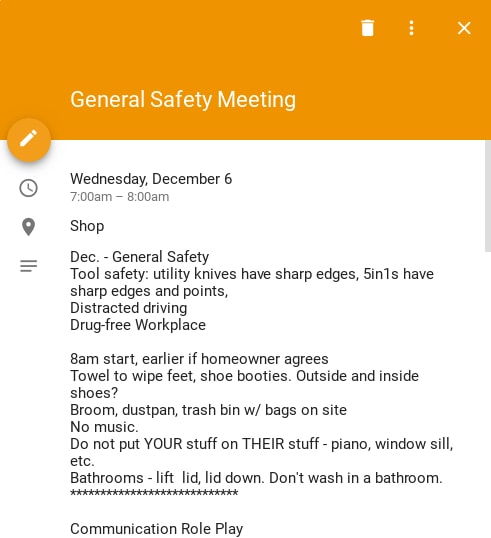 General Safety Meeting
Wednesday, December 6
7:00am – 8:00am
Shop
Dec. - General Safety
Tool safety: utility knives have sharp edges, 5in1s have
sharp edges and points,
Distracted driving
Drug-free Workplace
8am start, earlier if homeowner agrees
Towel to wipe feet, shoe booties. Outside and inside
shoes?
Broom, dustpan, trash bin w/ bags on site
No music.
Do not put YOUR stuff on THEIR stuff - piano, window sill,
etc.
Bathrooms - lift  lid, lid down. Don't wash in a bathroom.
****************************
Communication Role Play